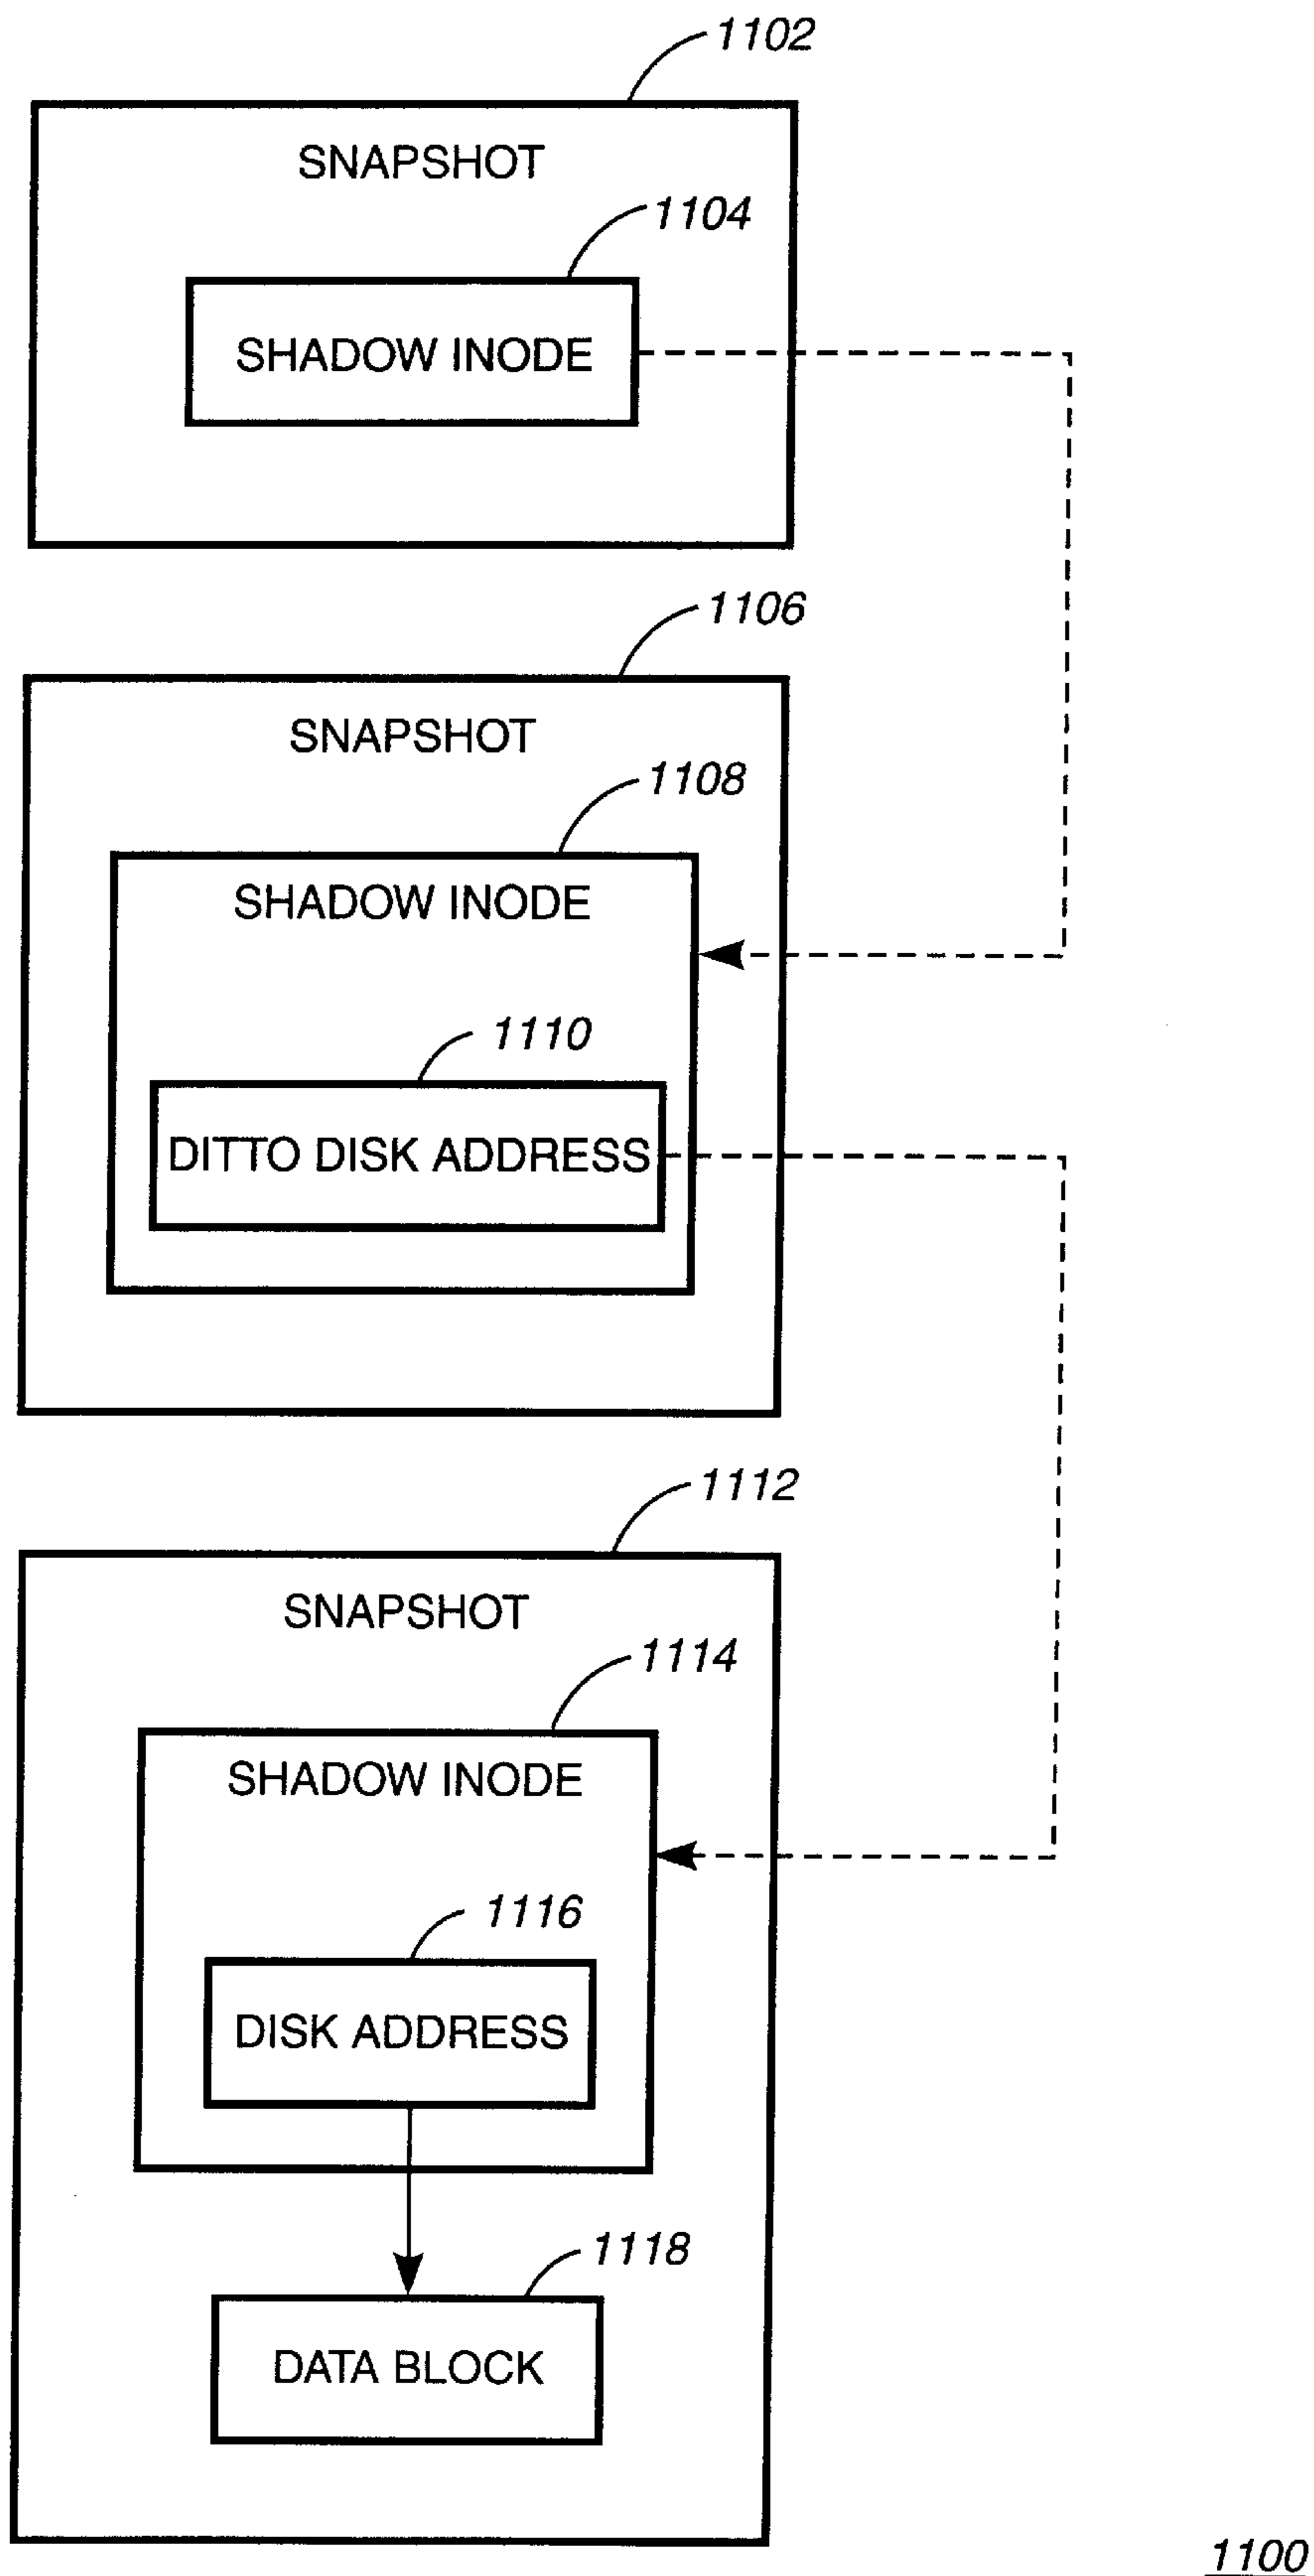 1102
SNAPSHOT
1104
SHADOW INODE
1106
SNAPSHOT
1108
SHADOW INODE
1110
DITTO DISK ADDRESS
1112
SNAPSHOT
1114
SHADOW INODE
1116
DISK ADDRESS
1118
DATA BLOCK
1100